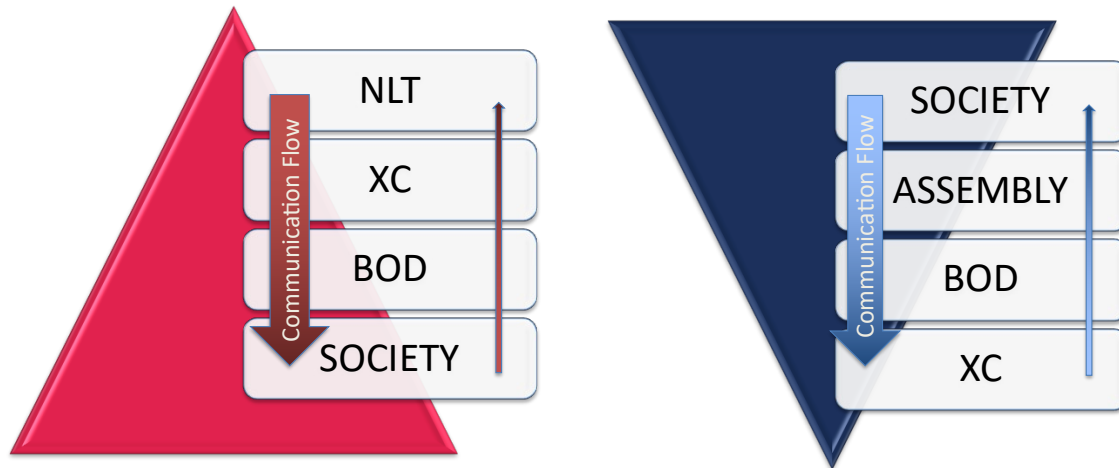 NLT
XC
BOD
SOCIETY
Communication Flow
SOCIETY
ASSEMBLY
BOD
XC
Communication Flow